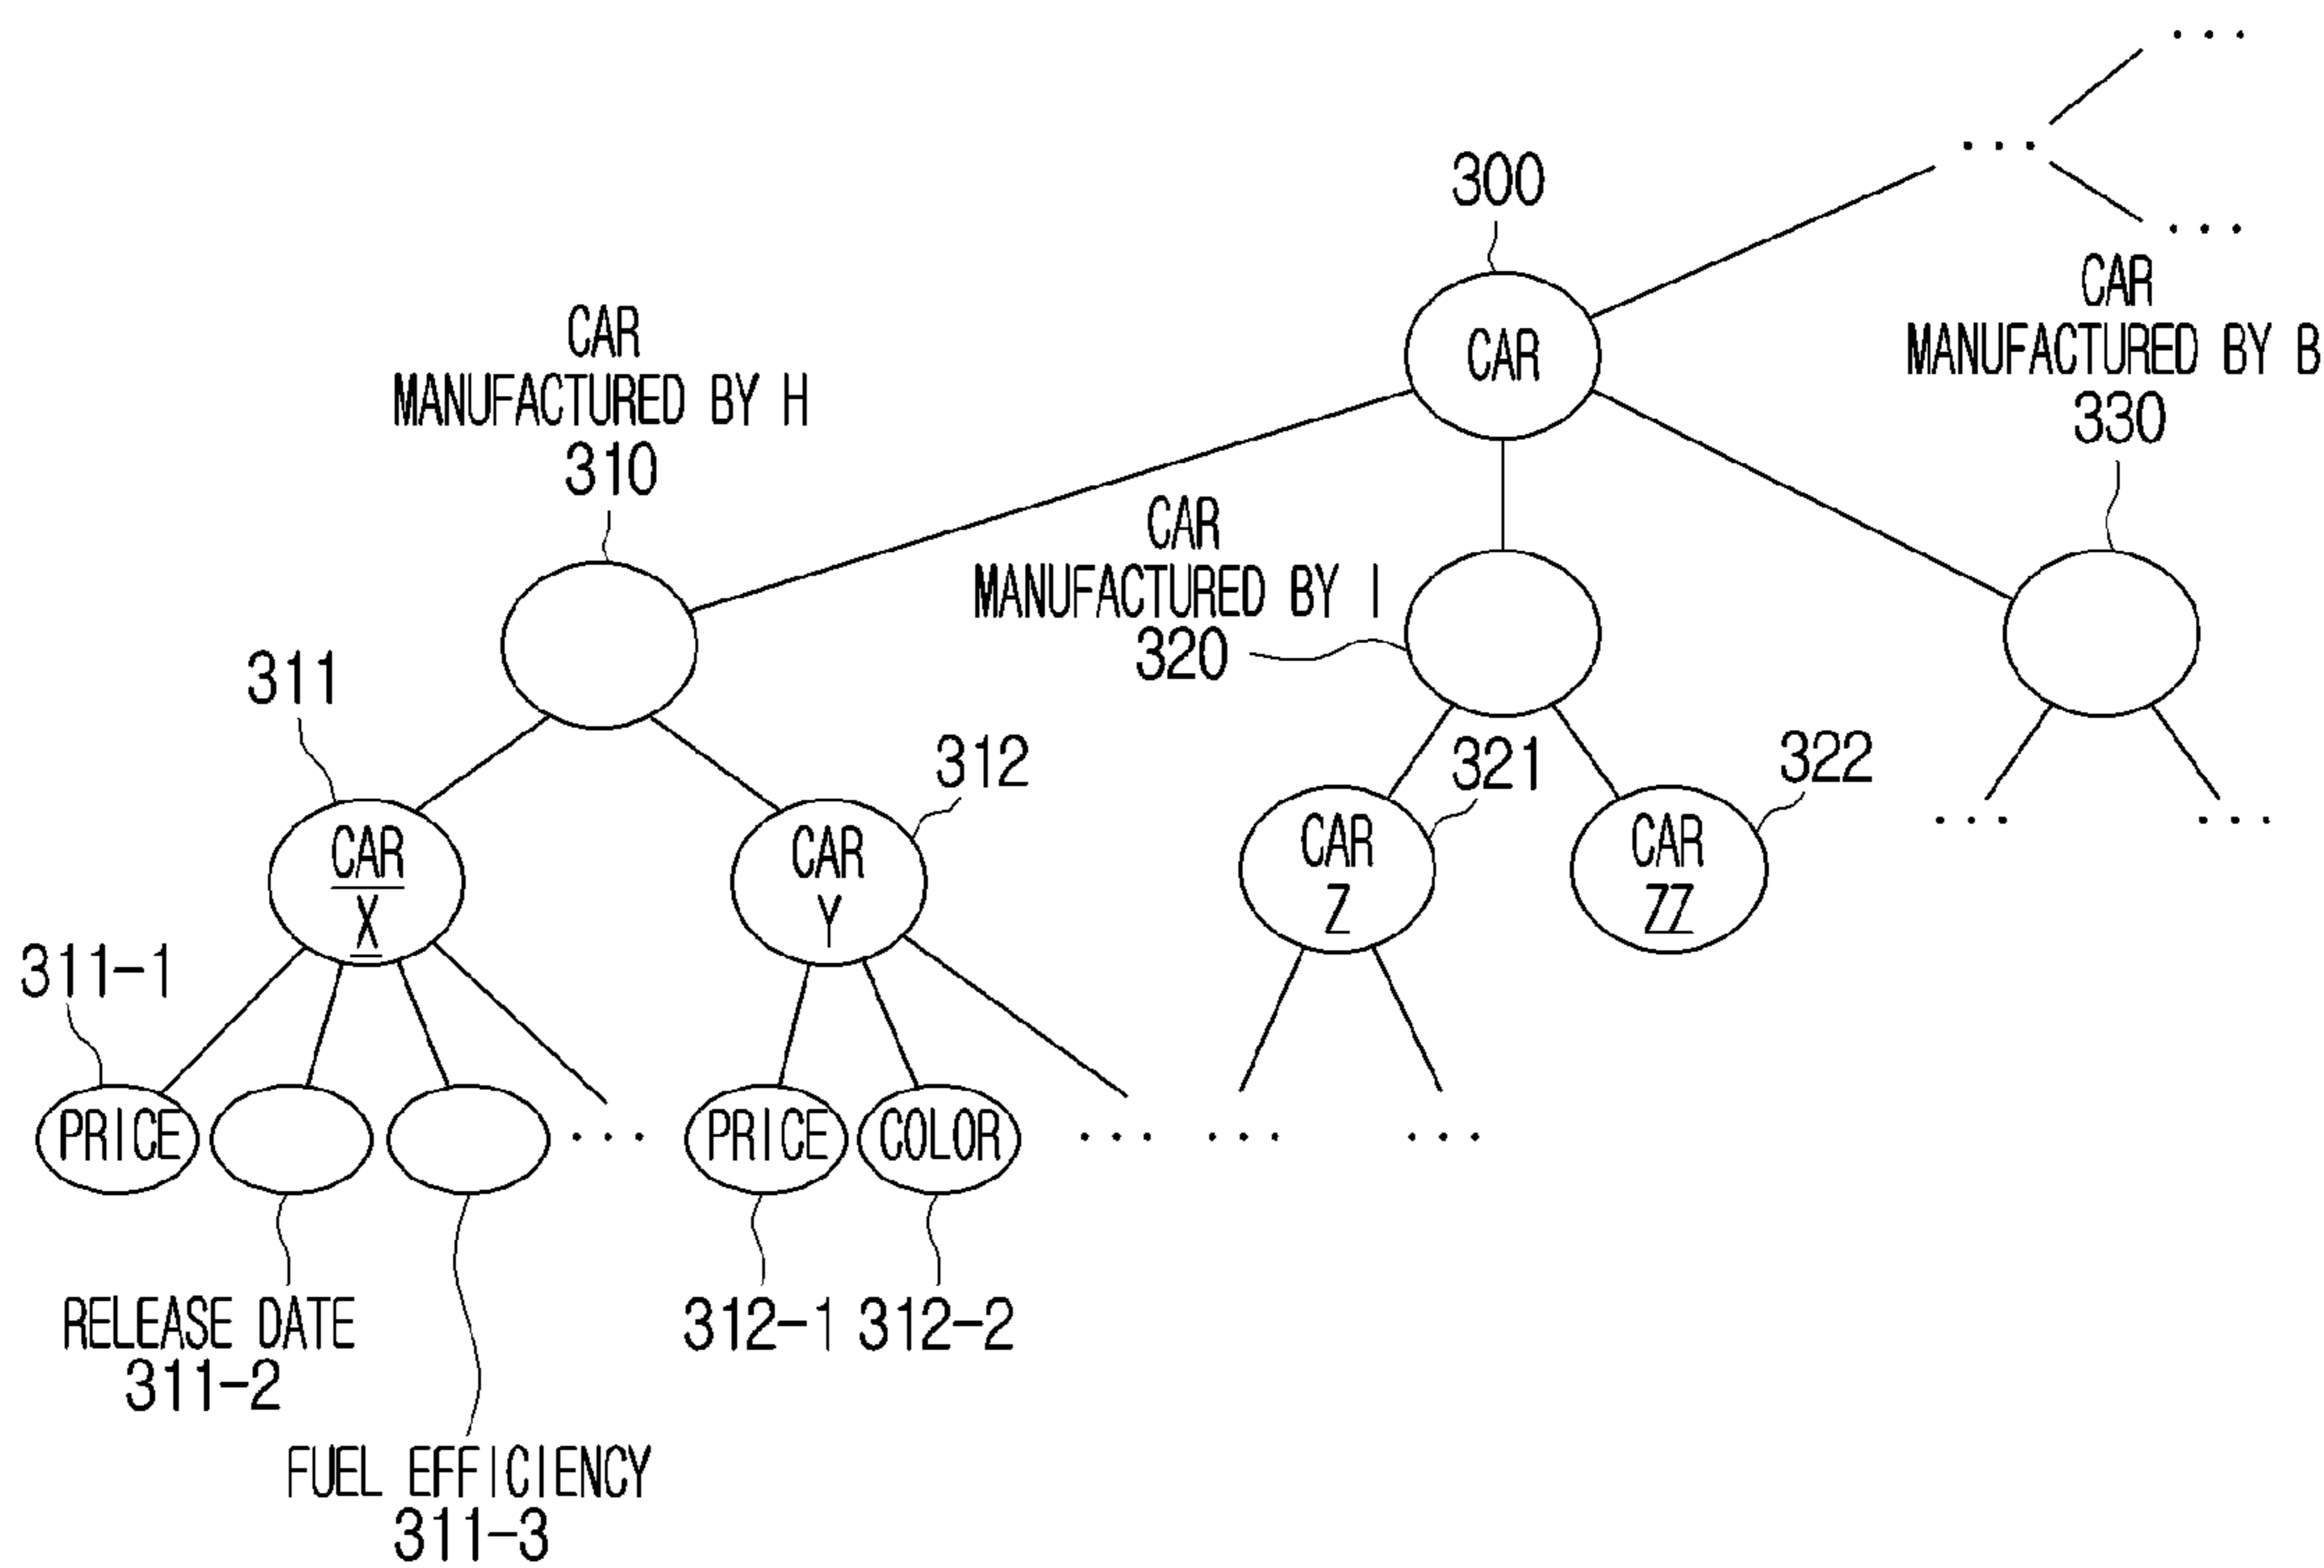 ...
...
300
...
CAR
CAR
MANUFACTURED BY B
330
CAR
MANUFACTURED BY H
310
CAR
MANUFACTURED BY I
320
311
312
321
322
CAR
X
CAR
Y
CAR
Z
CAR
ZZ
... ...
311-1
PRICE
...
PRICE
COLOR
... ... ...
RELEASE DATE
311-2
312-1 312-2
FUEL EFFICIENCY
311-3